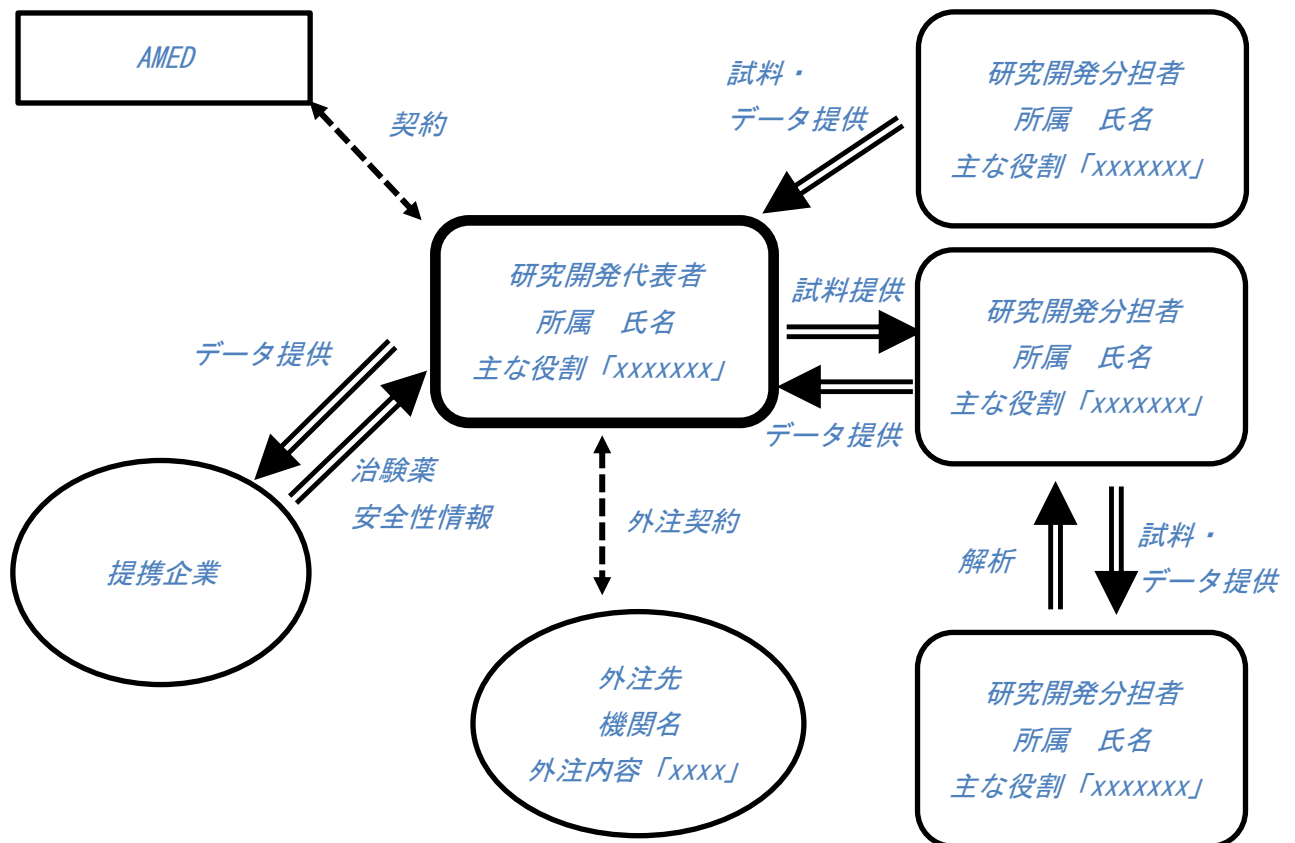 AMED
契約
試料・
データ提供
研究開発分担者
所属　氏名
主な役割「xxxxxxx」
研究開発代表者
所属　氏名
主な役割「xxxxxxx」
試料提供
データ提供
研究開発分担者
所属　氏名
主な役割「xxxxxxx」
データ提供
治験薬
安全性情報
提携企業
外注契約
外注先
機関名
外注内容「xxxx」
解析
試料・
データ提供
研究開発分担者
所属　氏名
主な役割「xxxxxxx」